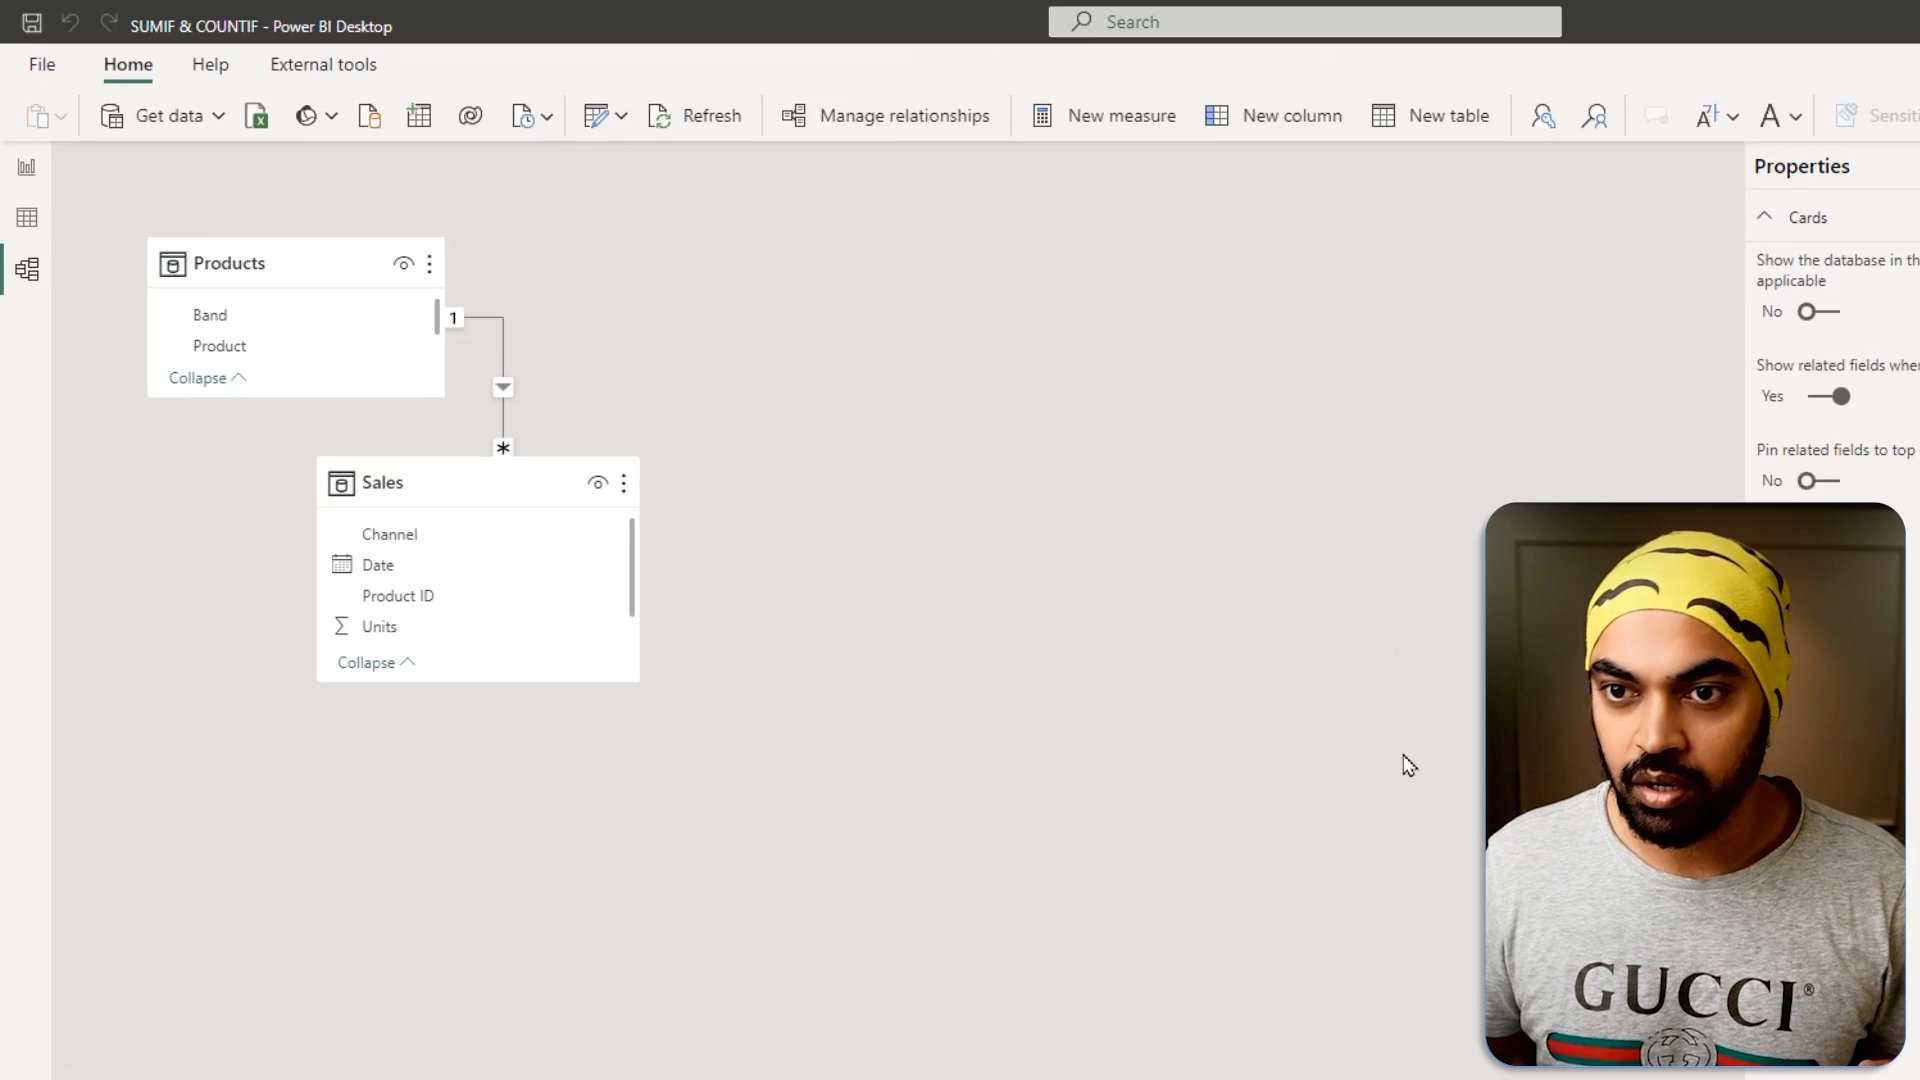 SUMIF & COUNTIF - Power BI Desktop
Search
File Home Help External tools
Get data Refresh Manage relationships New measure New column New table Sensiti
Properties
Cards
Show the database in th
applicable
No
Show related fields wher
Yes
Pin related fields to top
No
Products
Band
Product
Collapse
1
*
Sales
Channel
Date
Product ID
Units
Collapse
GUCCI®